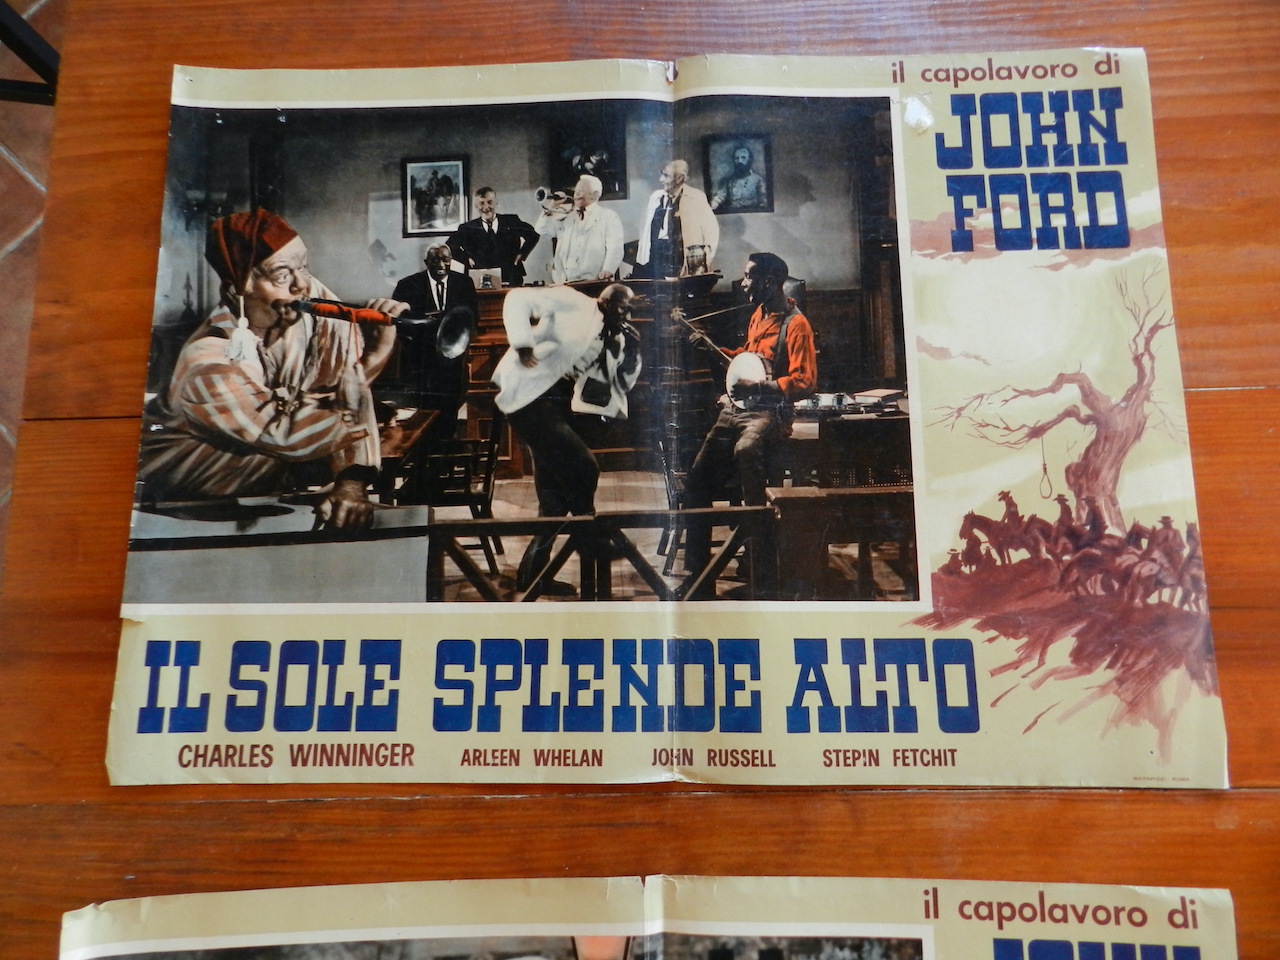 il capolavoro di
JOHN
FORD
IL SOLE SPLENDE ALTO
CHARLES WINNINGER ARLEEN WHELAN JOHN RUSSELL STEPIN FETCHIT
il capolavoro di
JOHN